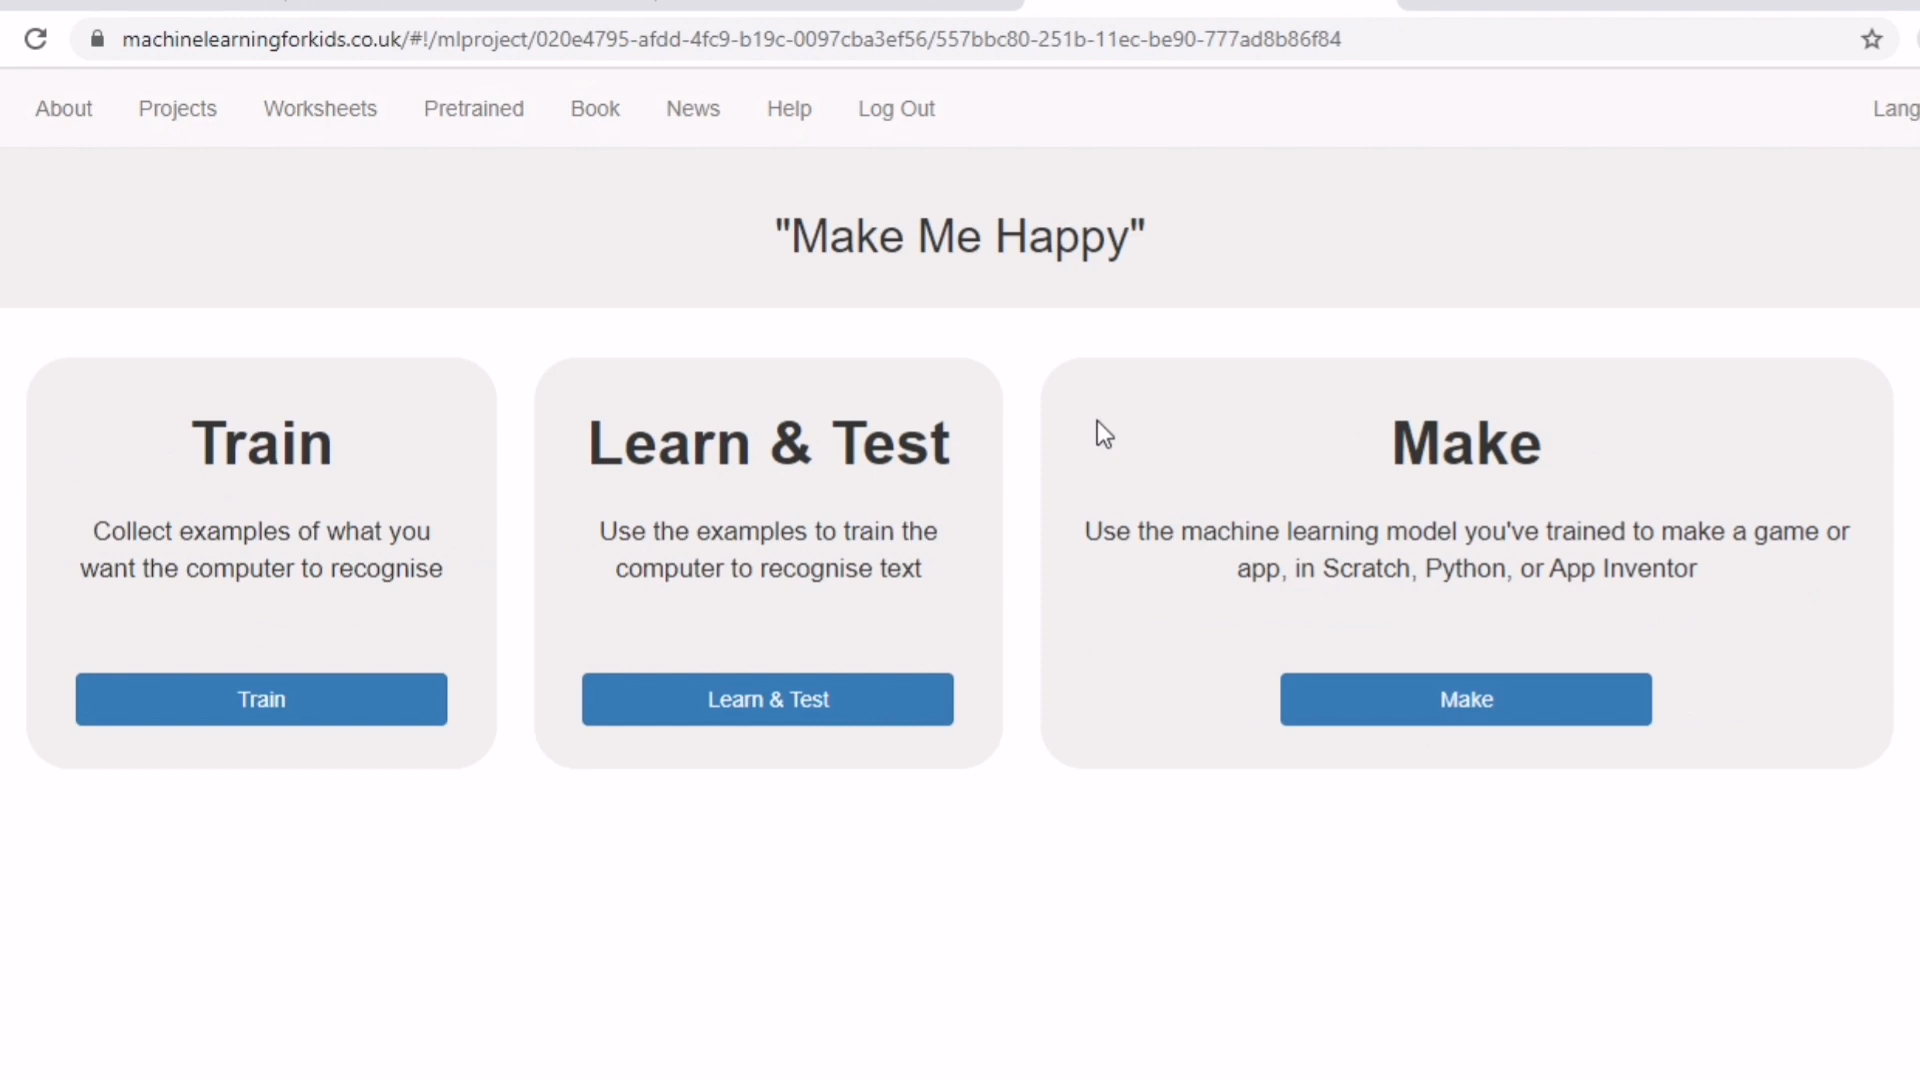 machinelearningforkids.co.uk/#!/mlproject/020e4795-afdd-4fc9-b19c-0097cba3ef56/557bbc80-251b-11ec-be90-777ad8b86f84
About Projects Worksheets Pretrained Book News Help Log Out Lang
"Make Me Happy"
Train
Collect examples of what you
want the computer to recognise
Train
Learn & Test
Use the examples to train the
computer to recognise text
Learn & Test
Make
Use the machine learning model you've trained to make a game or
app, in Scratch, Python, or App Inventor
Make